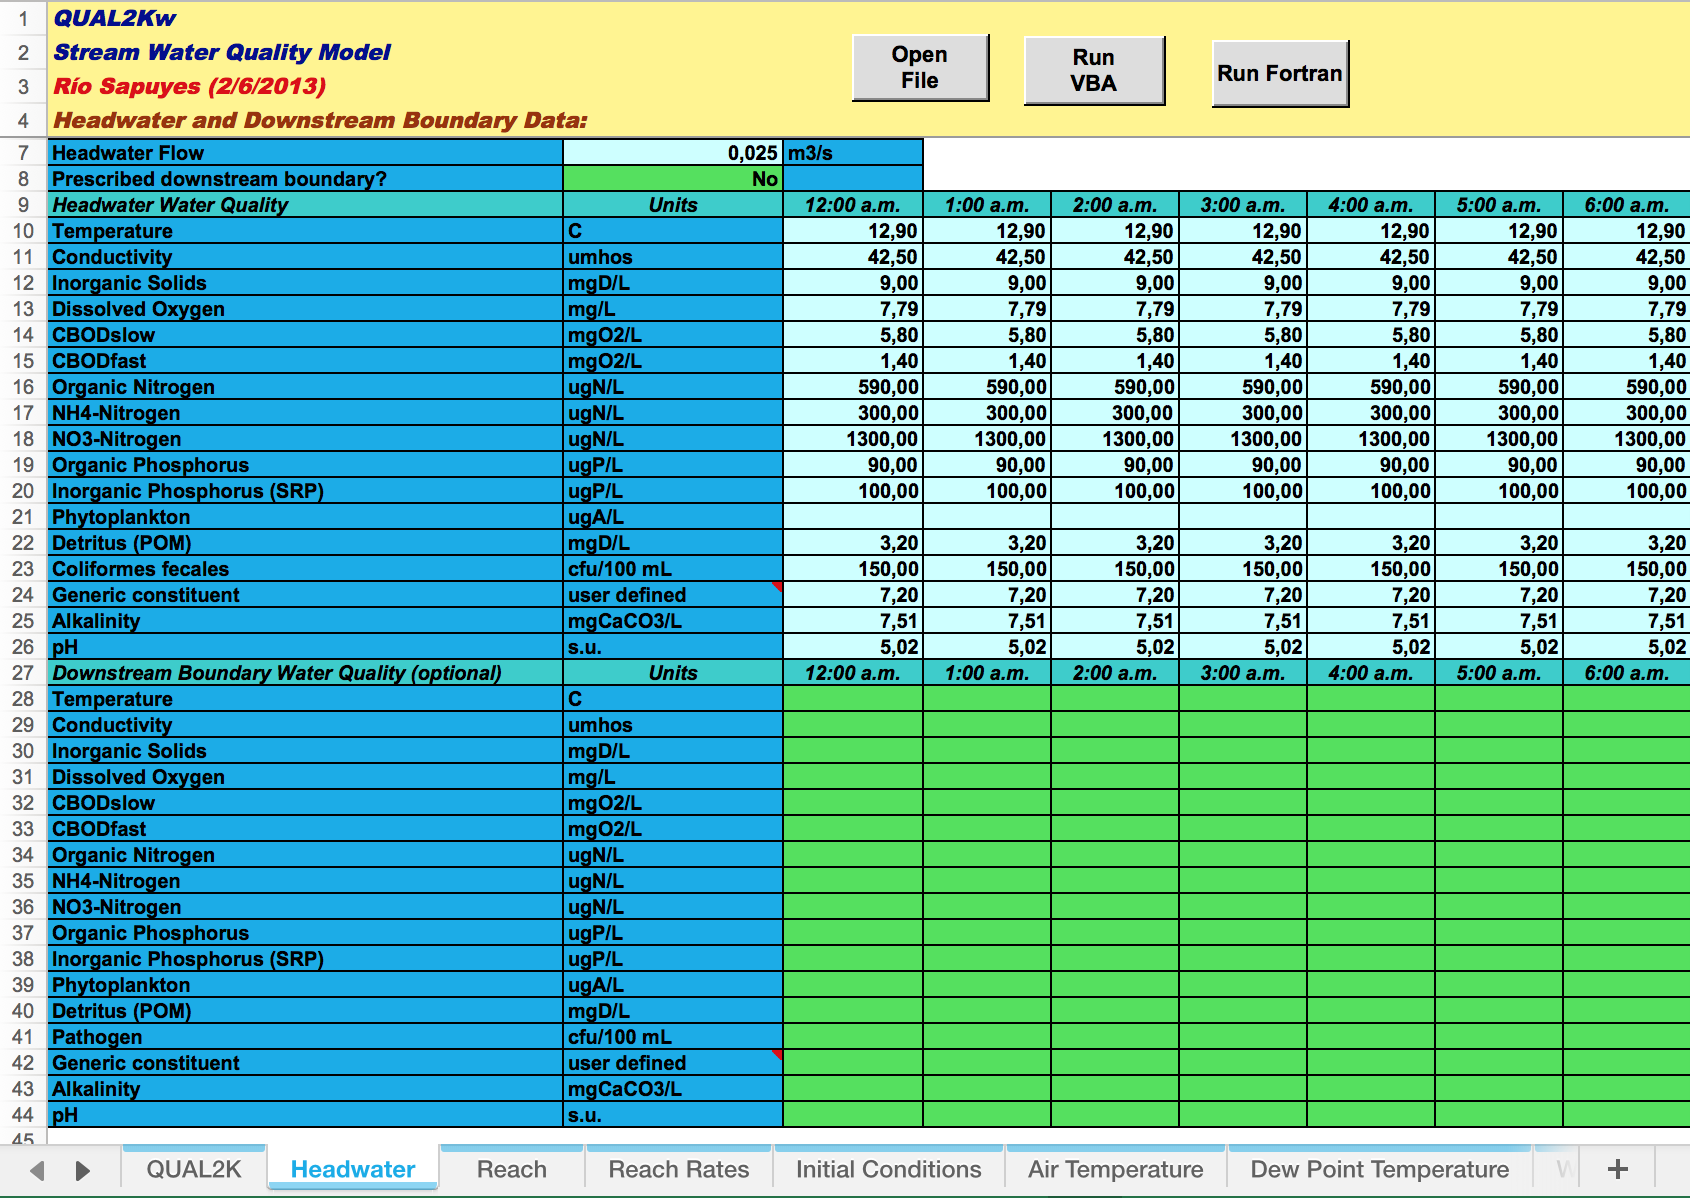 1 QUAL2Kw
2 Stream Water Quality Model
3 Río Sapuyes (2/6/2013)
4 Headwater and Downstream Boundary Data:
Open File
Run VBA
Run Fortran
7 Headwater Flow 0,025 m3/s
8 Prescribed downstream boundary? No
9 Headwater Water Quality Units 12:00 a.m. 1:00 a.m. 2:00 a.m. 3:00 a.m. 4:00 a.m. 5:00 a.m. 6:00 a.m.
10 Temperature C 12,90 12,90 12,90 12,90 12,90 12,90 12,90
11 Conductivity umhos 42,50 42,50 42,50 42,50 42,50 42,50 42,50
12 Inorganic Solids mgD/L 9,00 9,00 9,00 9,00 9,00 9,00 9,00
13 Dissolved Oxygen mg/L 7,79 7,79 7,79 7,79 7,79 7,79 7,79
14 CBODslow mgO2/L 5,80 5,80 5,80 5,80 5,80 5,80 5,80
15 CBODfast mgO2/L 1,40 1,40 1,40 1,40 1,40 1,40 1,40
16 Organic Nitrogen ugN/L 590,00 590,00 590,00 590,00 590,00 590,00 590,00
17 NH4-Nitrogen ugN/L 300,00 300,00 300,00 300,00 300,00 300,00 300,00
18 NO3-Nitrogen ugN/L 1300,00 1300,00 1300,00 1300,00 1300,00 1300,00 1300,00
19 Organic Phosphorus ugP/L 90,00 90,00 90,00 90,00 90,00 90,00 90,00
20 Inorganic Phosphorus (SRP) ugP/L 100,00 100,00 100,00 100,00 100,00 100,00 100,00
21 Phytoplankton ugA/L
22 Detritus (POM) mgD/L 3,20 3,20 3,20 3,20 3,20 3,20 3,20
23 Coliformes fecales cfu/100 mL 150,00 150,00 150,00 150,00 150,00 150,00 150,00
24 Generic constituent user defined 7,20 7,20 7,20 7,20 7,20 7,20 7,20
25 Alkalinity mgCaCO3/L 7,51 7,51 7,51 7,51 7,51 7,51 7,51
26 pH s.u. 5,02 5,02 5,02 5,02 5,02 5,02 5,02
27 Downstream Boundary Water Quality (optional) Units 12:00 a.m. 1:00 a.m. 2:00 a.m. 3:00 a.m. 4:00 a.m. 5:00 a.m. 6:00 a.m.
28 Temperature C
29 Conductivity umhos
30 Inorganic Solids mgD/L
31 Dissolved Oxygen mg/L
32 CBODslow mgO2/L
33 CBODfast mgO2/L
34 Organic Nitrogen ugN/L
35 NH4-Nitrogen ugN/L
36 NO3-Nitrogen ugN/L
37 Organic Phosphorus ugP/L
38 Inorganic Phosphorus (SRP) ugP/L
39 Phytoplankton ugA/L
40 Detritus (POM) mgD/L
41 Pathogen cfu/100 mL
42 Generic constituent user defined
43 Alkalinity mgCaCO3/L
44 pH s.u.
45
QUAL2K Headwater Reach Reach Rates Initial Conditions Air Temperature Dew Point Temperature